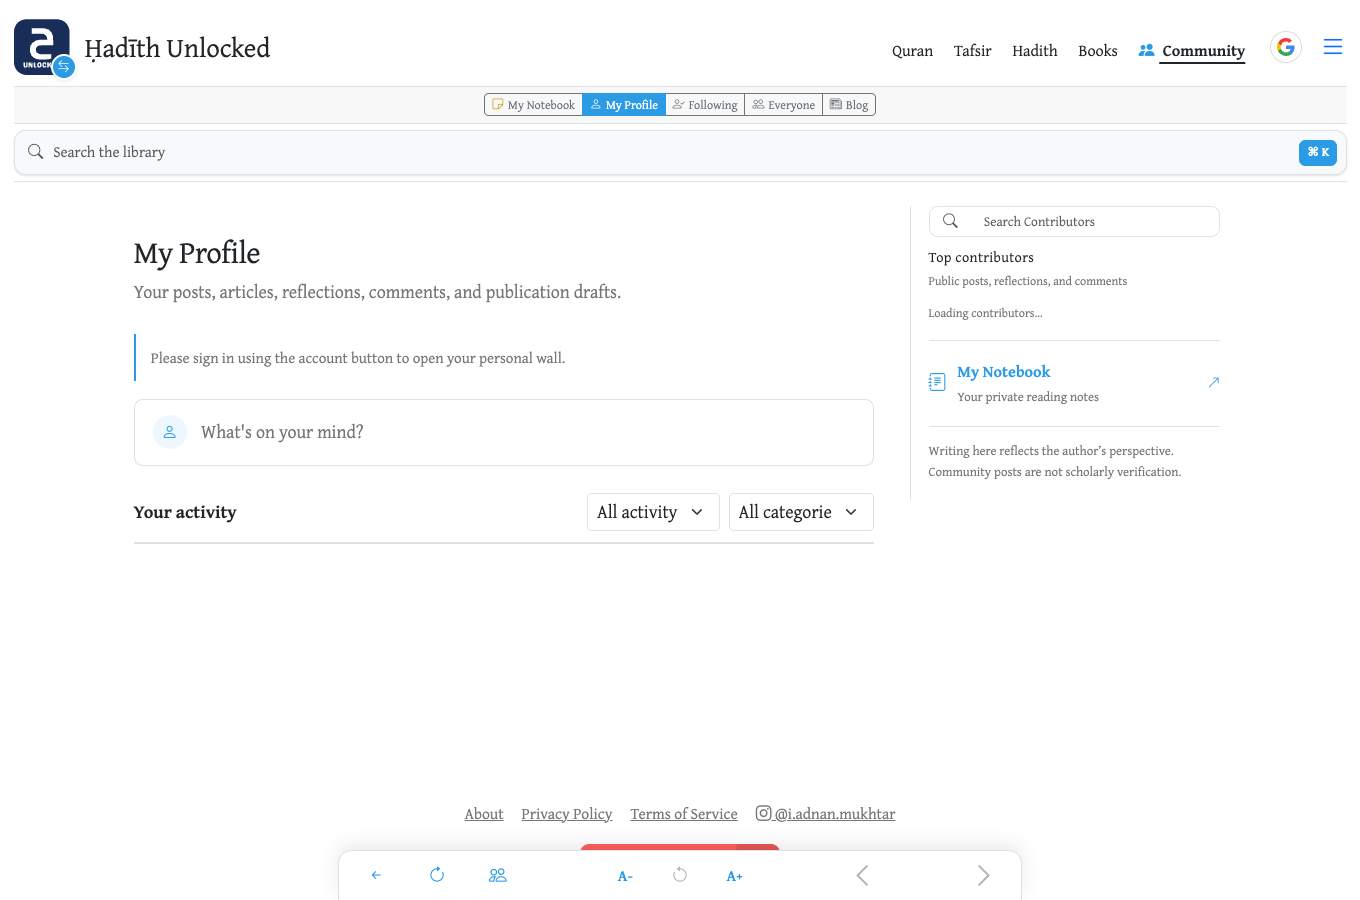 UNLOCK
Ḥadīth Unlocked
Quran Tafsir Hadith Books Community
My Notebook My Profile Following Everyone Blog
Search the library
⌘ K
My Profile
Your posts, articles, reflections, comments, and publication drafts.
Please sign in using the account button to open your personal wall.
What's on your mind?
Your activity
All activity
All categorie
Search Contributors
Top contributors
Public posts, reflections, and comments
Loading contributors…
My Notebook
Your private reading notes
Writing here reflects the author’s perspective.
Community posts are not scholarly verification.
About Privacy Policy Terms of Service @i.adnan.mukhtar
A- A+